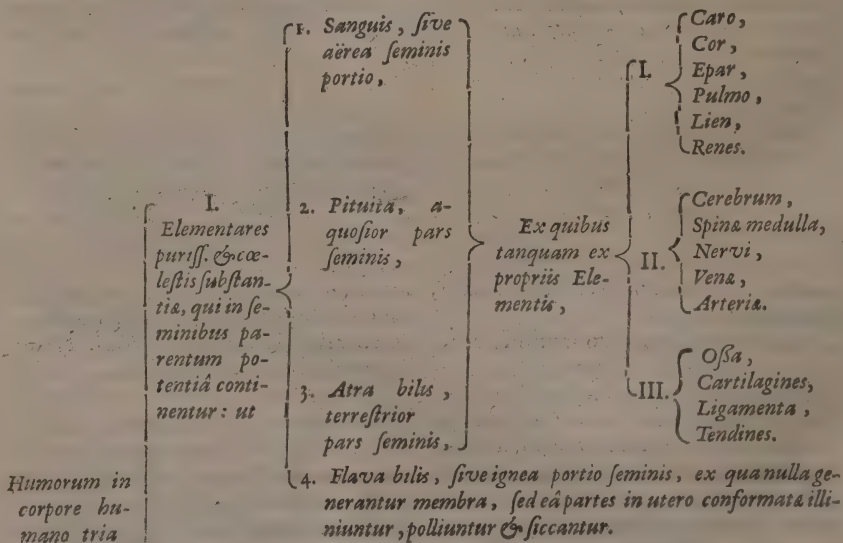 Humorum in
corpore hu-
mano tria
I.
Elementares
puriſſ. & cœ-
leſtis ſubſtan-
tiæ, qui in ſe-
minibus pa-
rentum po-
tentiâ conti-
nentur : ut
1. Sanguis, ſive
aërea ſeminis
portio,
2. Pituita, a-
quoſior pars
ſeminis,
3. Atra bilis,
terreſtrior
pars ſeminis,
Ex quibus
tanquam ex
propriis Ele-
mentis,
I.
Caro,
Cor,
Epar,
Pulmo,
Lien,
Renes.
II.
Cerebrum,
Spinæ medulla,
Nervi,
Venæ,
Arteriæ.
III.
Oſſa,
Cartilagines,
Ligamenta,
Tendines.
4. Flava bilis, ſive ignea portio ſeminis, ex qua nulla ge-
nerantur membra, ſed eâ partes in utero conformatæ illi-
niuntur, polliuntur & ſiccantur.